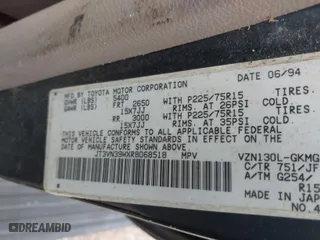 MFD. BY TOYOTA MOTOR CORPORATION DATE 06/94
GVWR (LBS) 5400
GAWR (LBS) FRT 2650 WITH P225/75R15 TIRES.
15X7JJ RIMS. AT 26PSI COLD
RR 3000 WITH P225/75R15 TIRES.
15X7JJ RIMS. AT 35PSI COLD
THIS VEHICLE CONFORMS TO ALL APPLICABLE
FEDERAL MOTOR VEHICLE SAFETY STANDARDS
IN EFFECT ON THE DATE OF MANUFACTURE
SHOWN ABOVE.
JT3VN39WXR8068518 MPV VZN130L-GKMG
C/TR 751/JF
A/TM G254/
R15